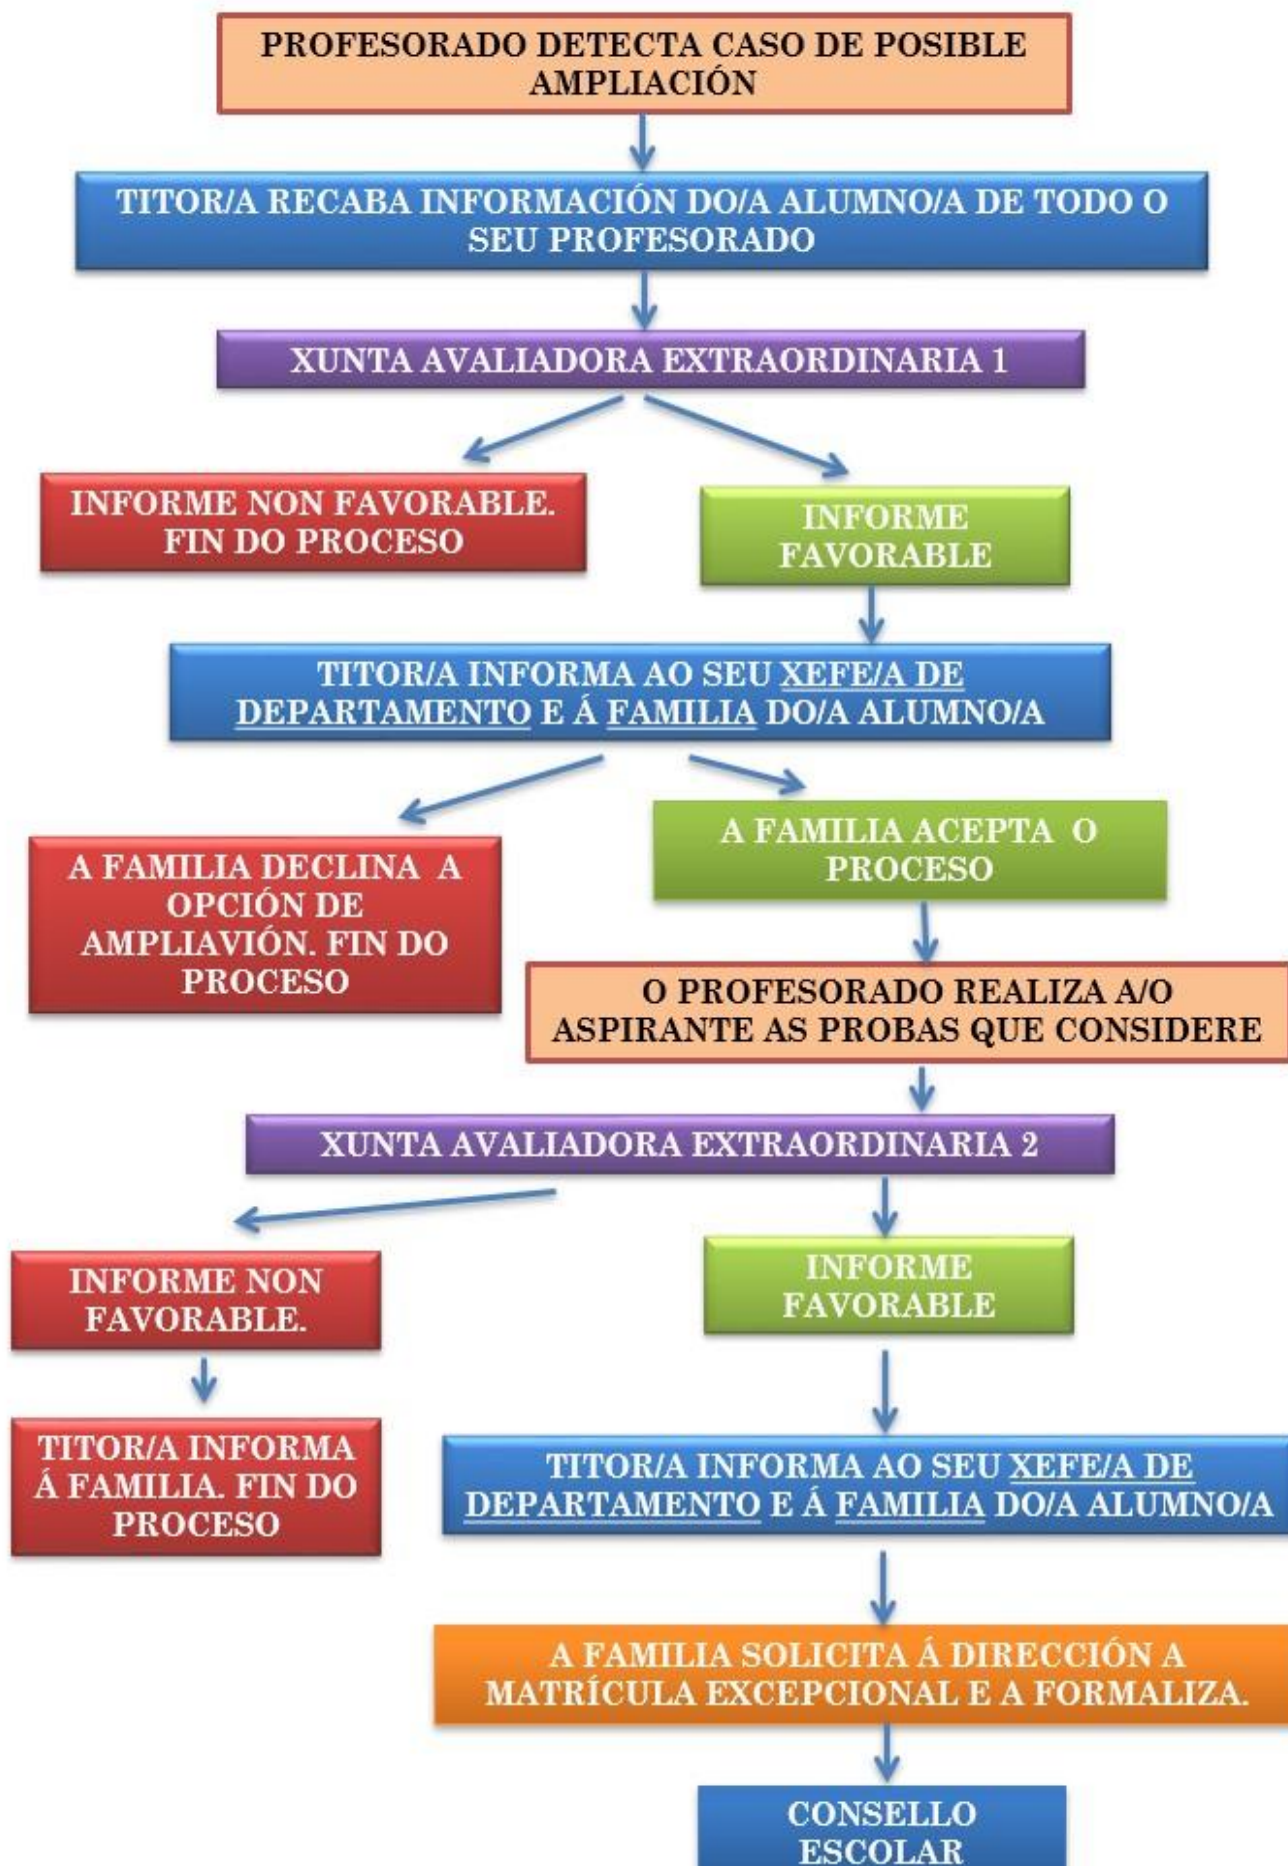 PROFESORADO DETECTA CASO DE POSIBLE
AMPLIACIÓN
TITOR/A RECABA INFORMACIÓN DO/A ALUMNO/A DE TODO O
SEU PROFESORADO
XUNTA AVALIADORA EXTRAORDINARIA 1
INFORME NON FAVORABLE.
FIN DO PROCESO
INFORME
FAVORABLE
TITOR/A INFORMA AO SEU XEFE/A DE
DEPARTAMENTO E Á FAMILIA DO/A ALUMNO/A
A FAMILIA DECLINA A
OPCIÓN DE
AMPLIAVIÓN. FIN DO
PROCESO
A FAMILIA ACEPTA O
PROCESO
O PROFESORADO REALIZA A/O
ASPIRANTE AS PROBAS QUE CONSIDERE
XUNTA AVALIADORA EXTRAORDINARIA 2
INFORME NON
FAVORABLE.
INFORME
FAVORABLE
TITOR/A INFORMA
Á FAMILIA. FIN DO
PROCESO
TITOR/A INFORMA AO SEU XEFE/A DE
DEPARTAMENTO E Á FAMILIA DO/A ALUMNO/A
A FAMILIA SOLICITA Á DIRECCIÓN A
MATRÍCULA EXCEPCIONAL E A FORMALIZA.
CONSELLO
ESCOLAR